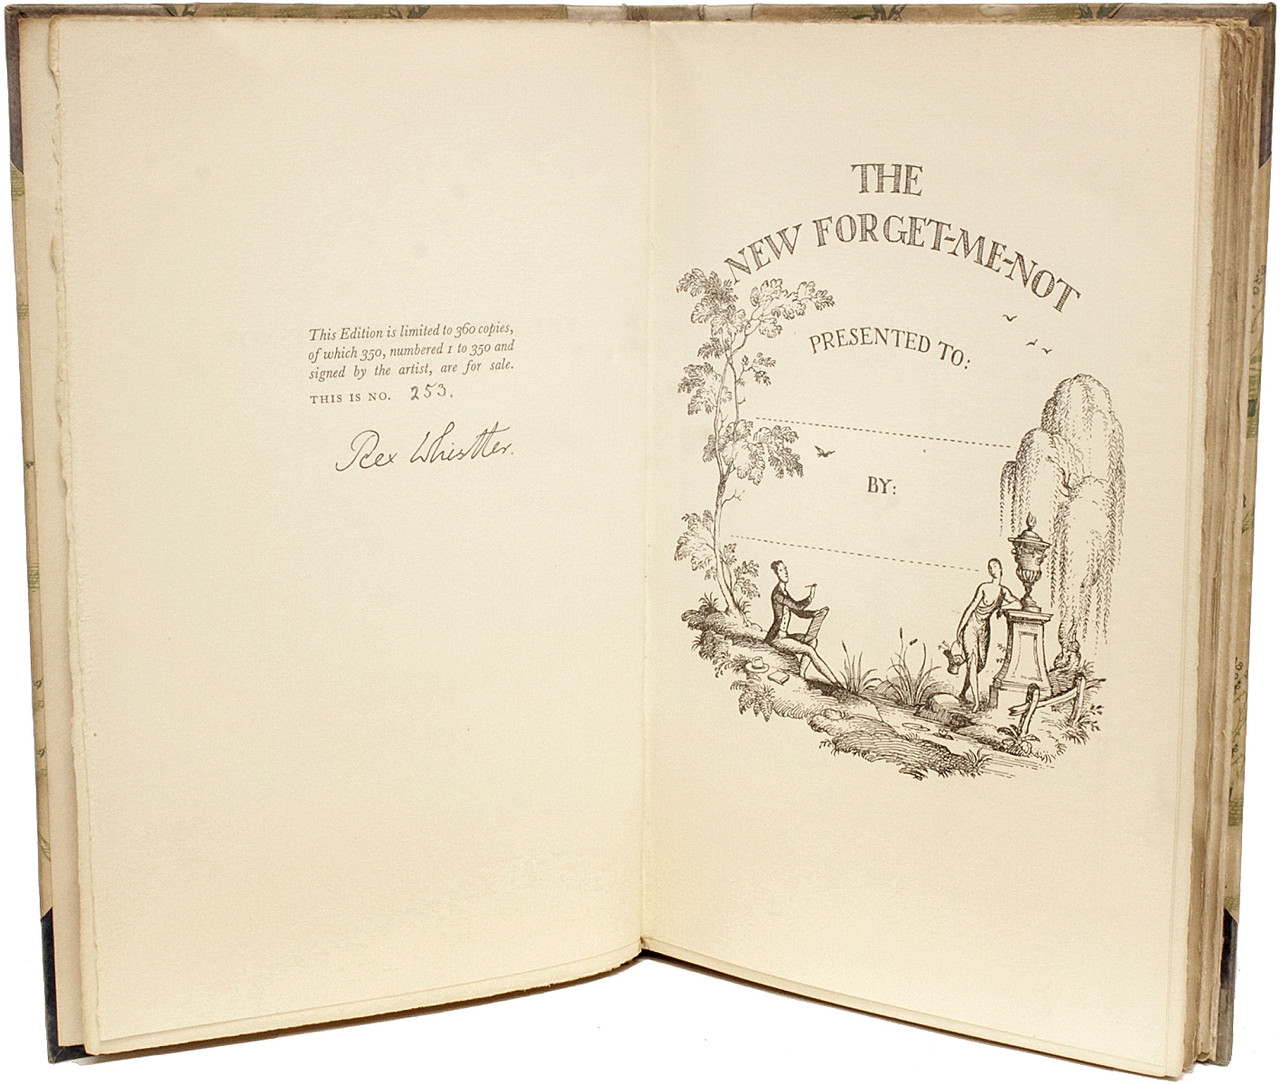 This Edition is limited to 360 copies,
of which 350, numbered 1 to 350 and
signed by the artist, are for sale.
THIS IS NO. 253.
Rex Whistler.
THE
NEW FORGET-ME-NOT
PRESENTED TO:
BY: